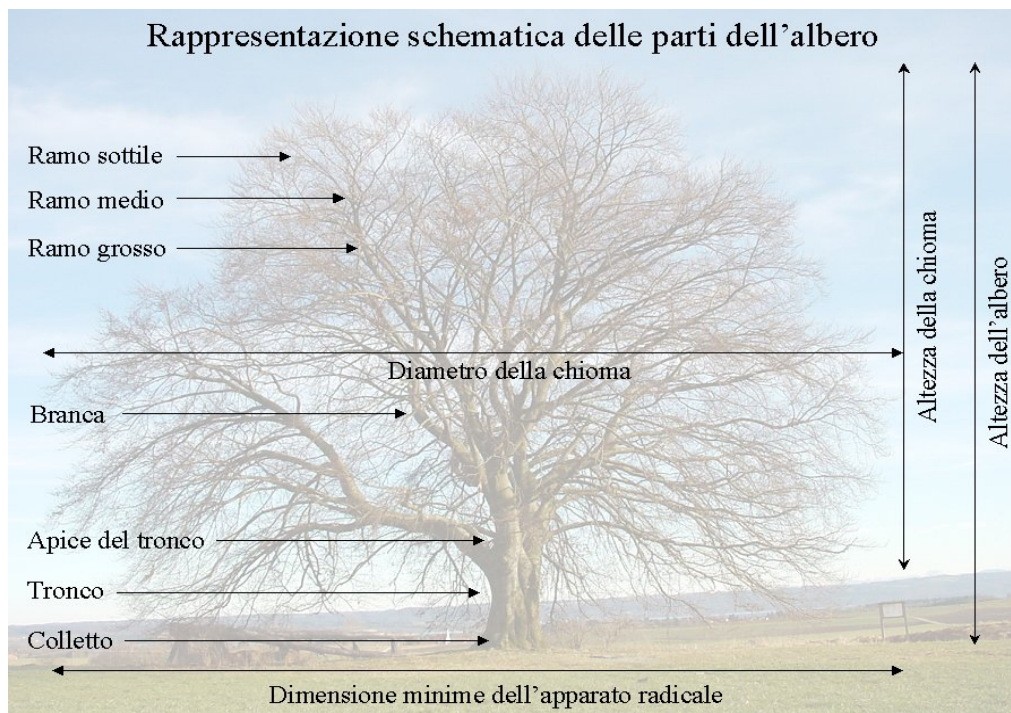 Rappresentazione schematica delle parti dell'albero
Ramo sottile
Ramo medio
Ramo grosso
Diametro della chioma
Branca
Apice del tronco
Tronco
Colletto
Dimensione minime dell'apparato radicale
Altezza della chioma
Altezza dell'albero